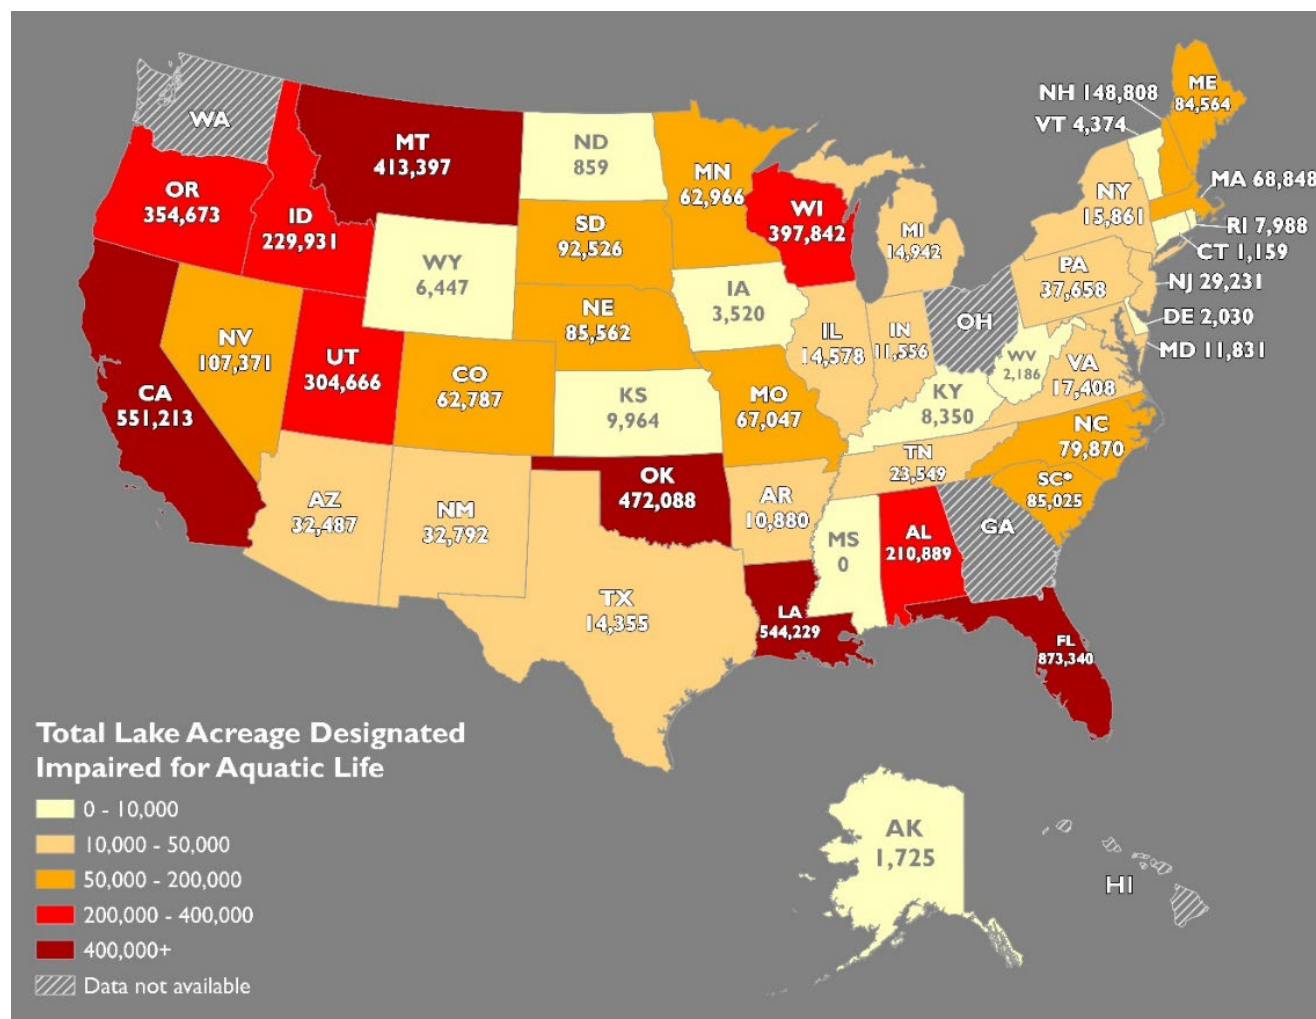 WA
MT
413,397
ND
859
MN
62,966
ME
84,564
NH 148,808
VT 4,374
OR
354,673
ID
229,931
WY
6,447
SD
92,526
WI
397,842
MI
14,942
NY
15,861
MA 68,848
RI 7,988
CT 1,159
NJ 29,231
DE 2,030
MD 11,831
PA
37,658
OH
IA
3,520
NE
85,562
NV
107,371
UT
304,666
CO
62,787
IL
14,578
IN
11,556
WV
2,186
VA
17,408
CA
551,213
KS
9,964
MO
67,047
KY
8,350
NC
79,870
TN
23,549
SC*
85,025
AZ
32,487
NM
32,792
OK
472,088
AR
10,880
MS
0
AL
210,889
GA
TX
14,355
LA
544,229
FL
873,340
Total Lake Acreage Designated
Impaired for Aquatic Life
0 - 10,000
10,000 - 50,000
50,000 - 200,000
200,000 - 400,000
400,000+
Data not available
AK
1,725
HI